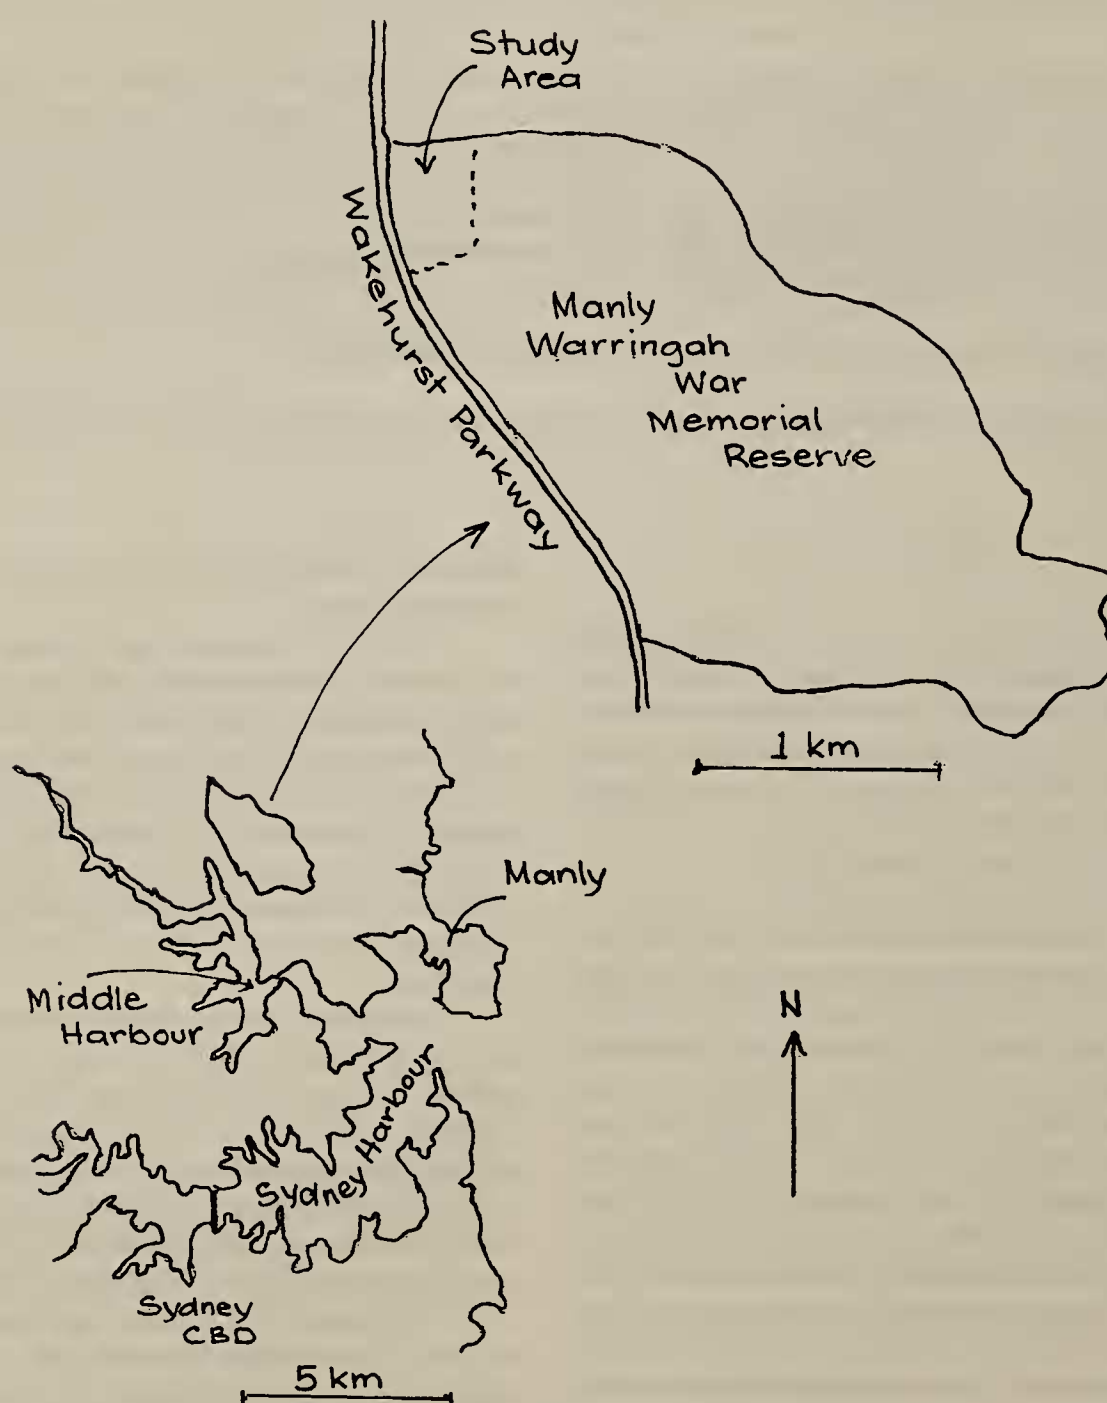 Study
Area
Wakehurst Parkway
Manly
Warringah
War
Memorial
Reserve
1 km
Manly
Middle
Harbour
N
Sydney Harbour
Sydney
CBD
5 km